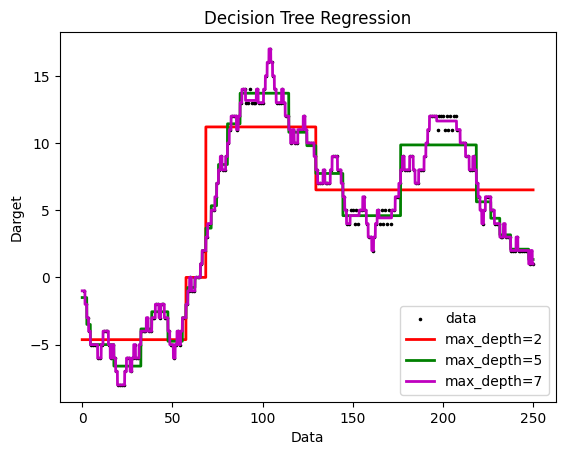 Decision Tree Regression
Darget
15
10
5
0
−5
0
50
100
150
200
250
Data
data
max_depth=2
max_depth=5
max_depth=7